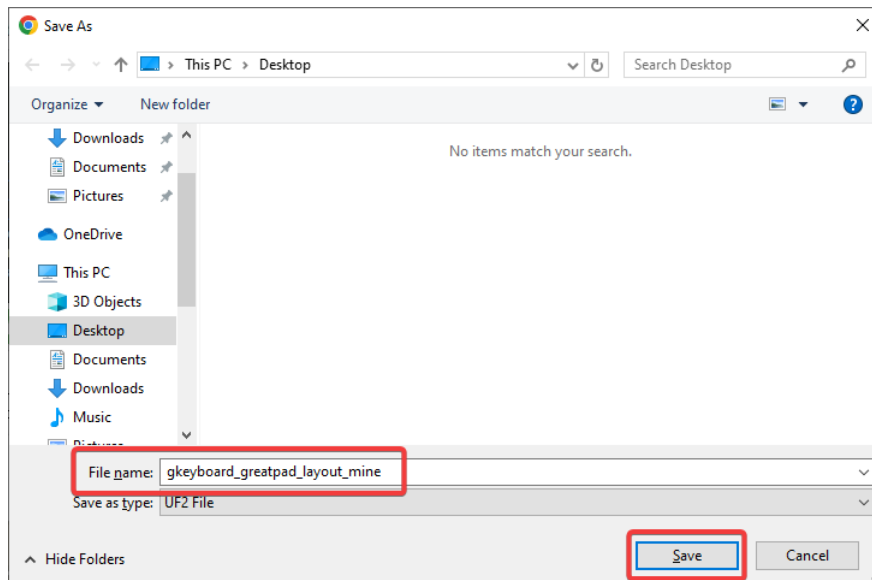 Save As
This PC > Desktop
Search Desktop
Organize
New folder
Downloads
Documents
Pictures
OneDrive
This PC
3D Objects
Desktop
Documents
Downloads
Music
Pictures
No items match your search.
File name: gkeyboard_greatpad_layout_mine
Save as type: UF2 File
Hide Folders
Save
Cancel